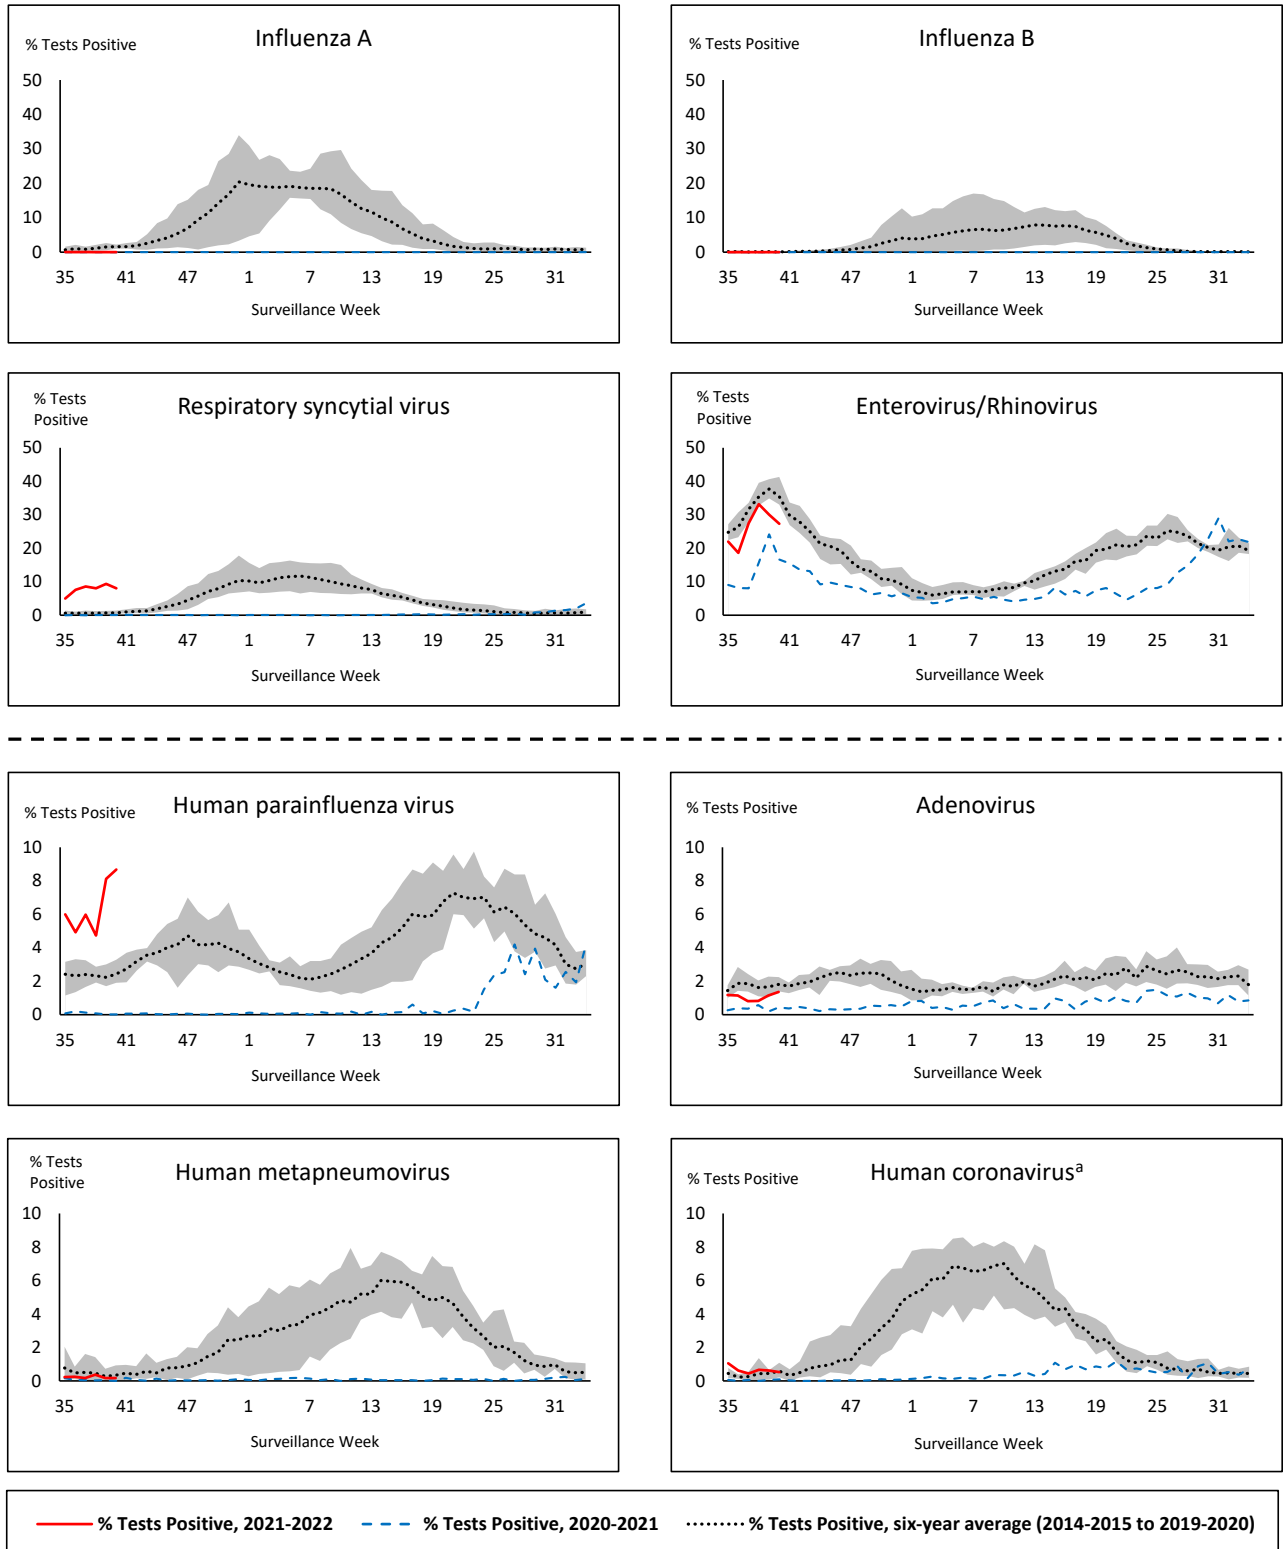 Influenza A
% Tests Positive
50
40
30
20
10
0
35 41 47 1 7 13 19 25 31
Surveillance Week
Influenza B
% Tests Positive
50
40
30
20
10
0
35 41 47 1 7 13 19 25 31
Surveillance Week
Respiratory syncytial virus
% Tests
Positive
50
40
30
20
10
0
35 41 47 1 7 13 19 25 31
Surveillance Week
Enterovirus/Rhinovirus
% Tests
Positive
50
40
30
20
10
0
35 41 47 1 7 13 19 25 31
Surveillance Week
Human parainfluenza virus
% Tests Positive
10
8
6
4
2
0
35 41 47 1 7 13 19 25 31
Surveillance Week
Adenovirus
% Tests Positive
10
8
6
4
2
0
35 41 47 1 7 13 19 25 31
Surveillance Week
Human metapneumovirus
% Tests
Positive
10
8
6
4
2
0
35 41 47 1 7 13 19 25 31
Surveillance Week
Human coronavirusᵃ
% Tests Positive
10
8
6
4
2
0
35 41 47 1 7 13 19 25 31
Surveillance Week
% Tests Positive, 2021-2022 % Tests Positive, 2020-2021 % Tests Positive, six-year average (2014-2015 to 2019-2020)